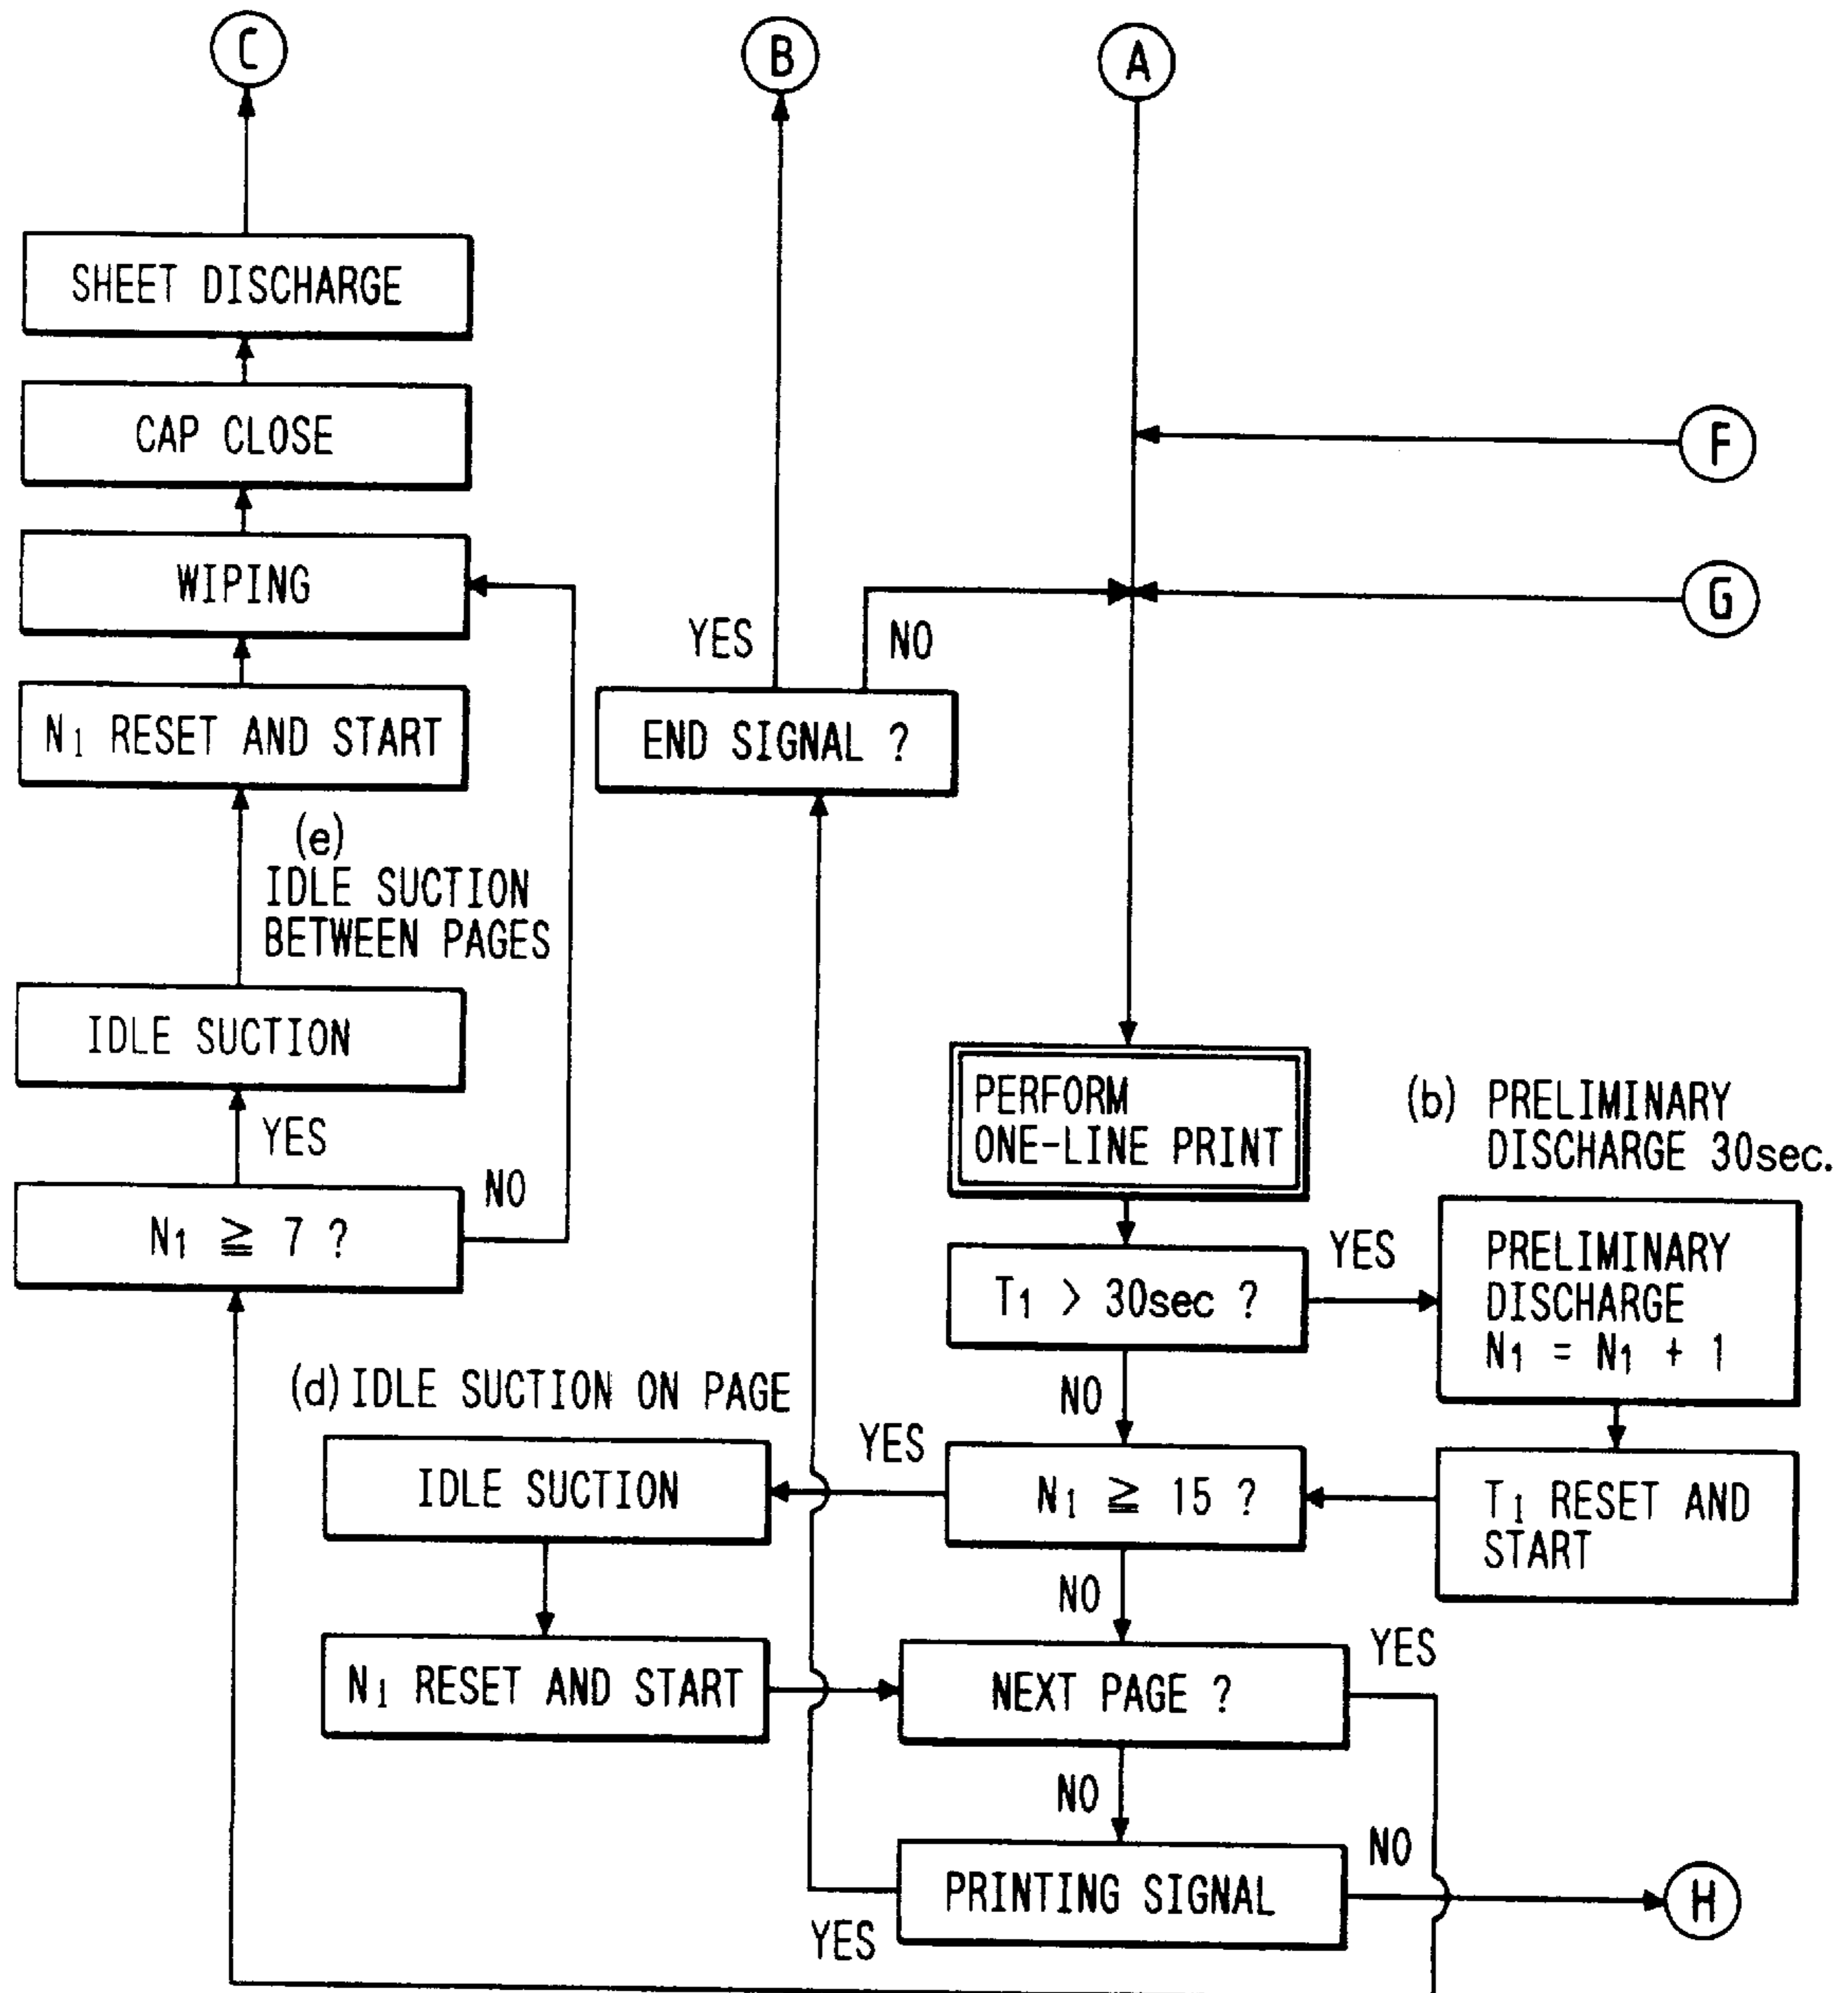 C
B
A
SHEET DISCHARGE
CAP CLOSE
F
WIPING
G
YES
NO
N1 RESET AND START
END SIGNAL ?
(e)
IDLE SUCTION
BETWEEN PAGES
IDLE SUCTION
YES
NO
N1 ≧ 7 ?
PERFORM
ONE-LINE PRINT
(b) PRELIMINARY
DISCHARGE 30sec.
T1 > 30sec ?
YES
PRELIMINARY
DISCHARGE
N1 = N1 + 1
NO
(d) IDLE SUCTION ON PAGE
YES
IDLE SUCTION
N1 ≧ 15 ?
T1 RESET AND
START
NO
N1 RESET AND START
NEXT PAGE ?
YES
NO
PRINTING SIGNAL
NO
YES
H